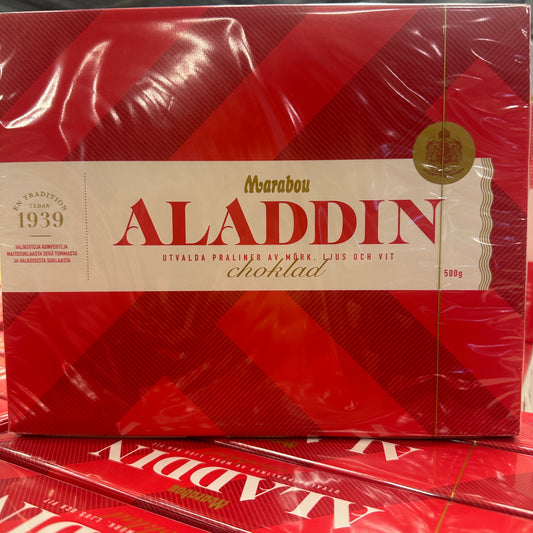 Marabou
ALADDIN
UTVALDA PRALINER AV MÖRK, LJUS OCH VIT
choklad
EN TRADITION
SEDAN
1939
VALIKOITUJA KONVEHTEJA
MAITOSUKLAASTA SEKÄ TUMMASTA
JA VALKOISESTA SUKLAASTA
500g
ALADDIN
Marabou
ALADDIN